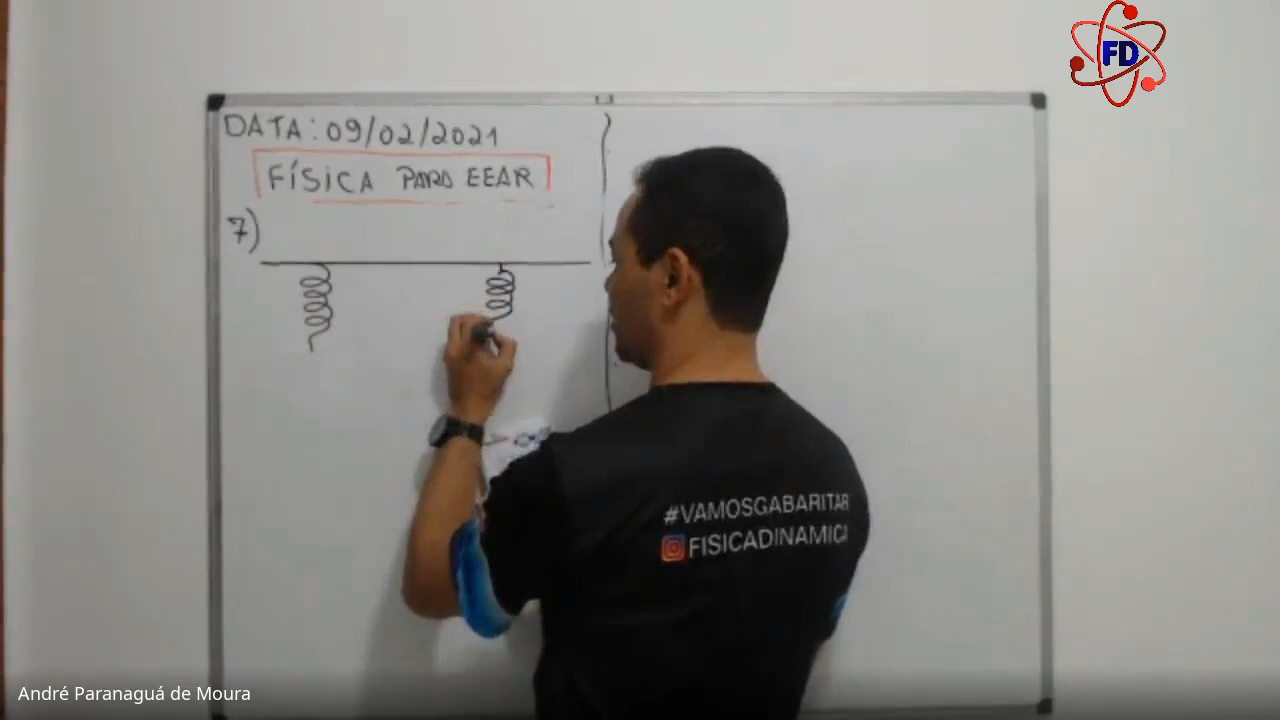 FD
DATA: 09/02/2021
FÍSICA PARA EEAR
7)
#VAMOSGABARITAR
FISICADINAMICA
André Paranaguá de Moura